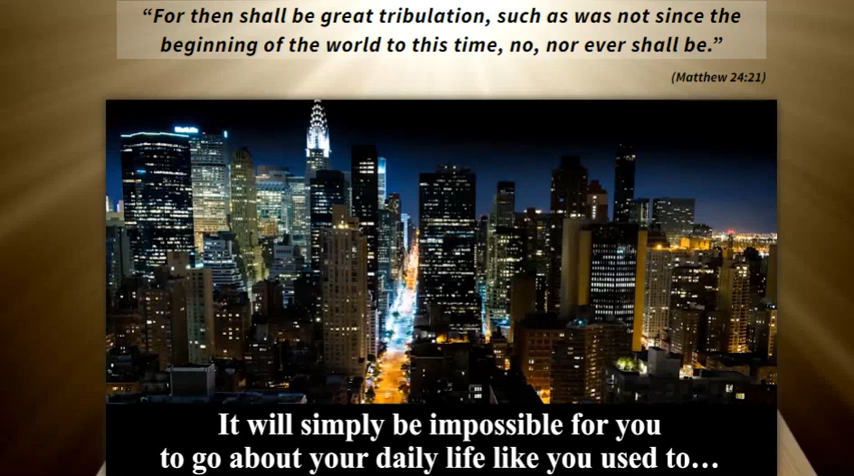 “For then shall be great tribulation, such as was not since the
beginning of the world to this time, no, nor ever shall be.”
(Matthew 24:21)
It will simply be impossible for you
to go about your daily life like you used to…